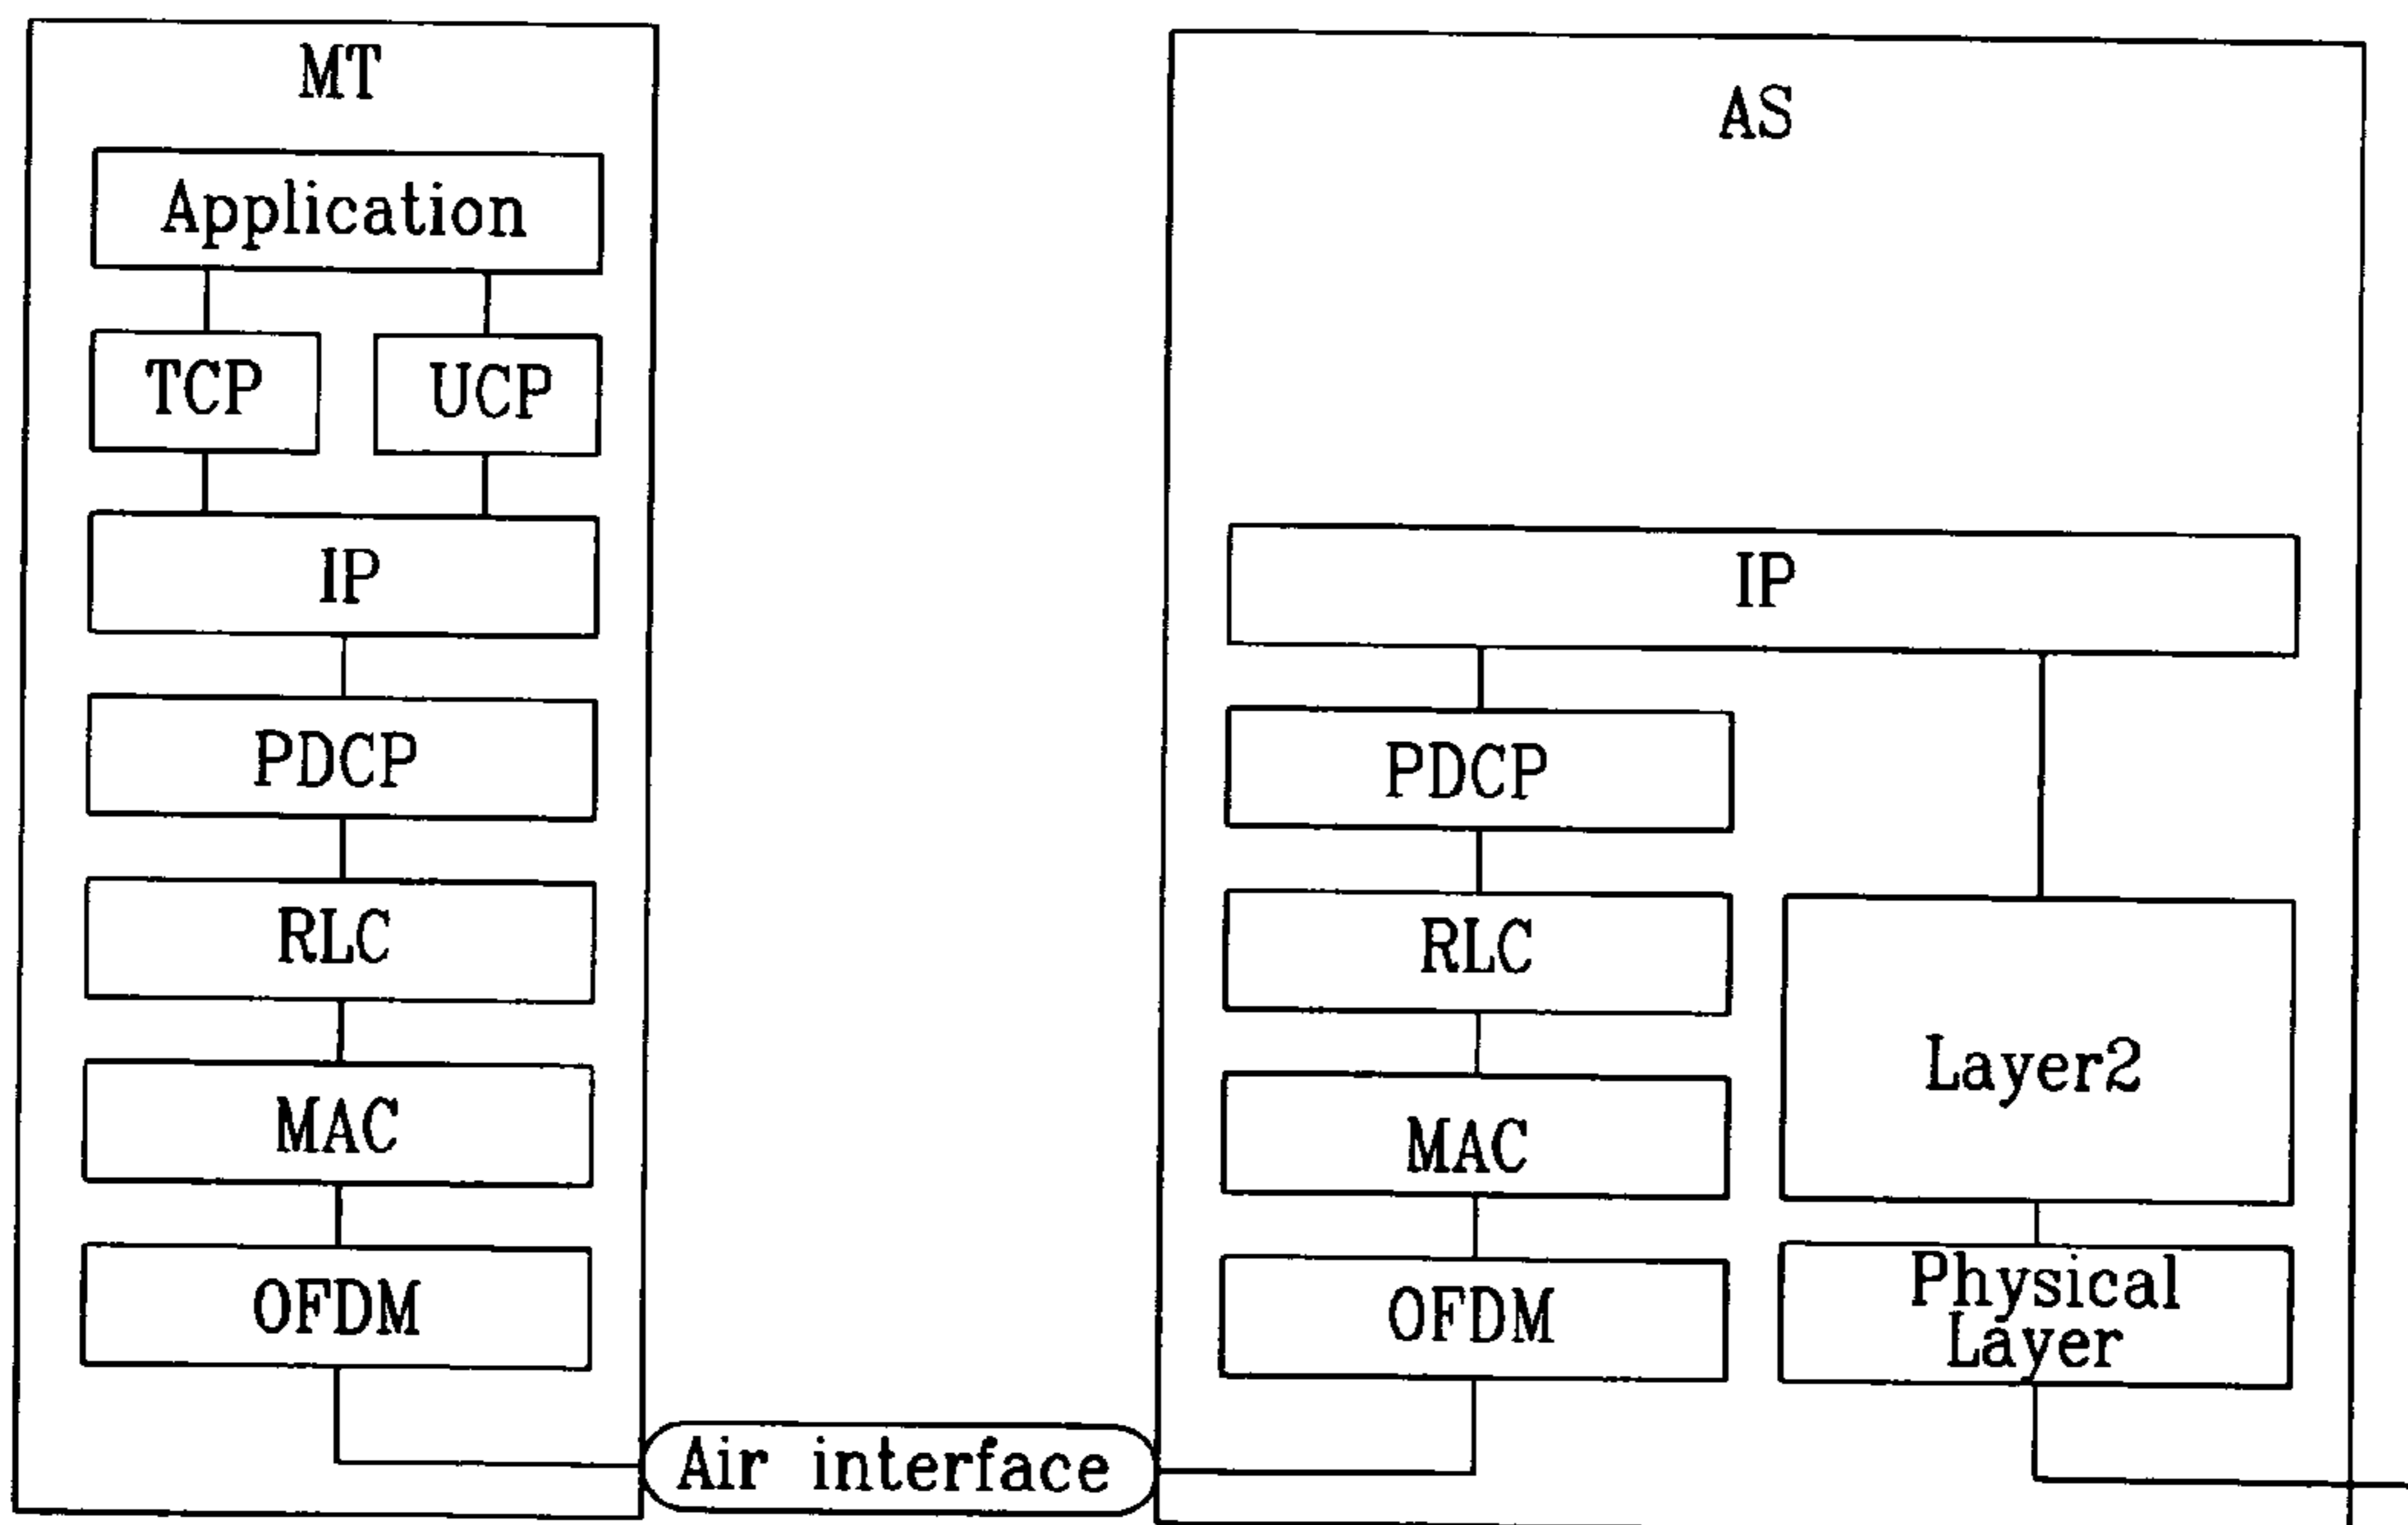 MT
Application
TCP
UCP
IP
PDCP
RLC
MAC
OFDM
Air interface
AS
IP
PDCP
RLC
MAC
OFDM
Layer2
Physical
Layer